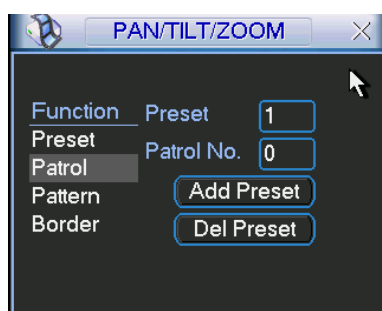 PAN/TILT/ZOOM
Function
Preset
Patrol
Pattern
Border
Preset 1
Patrol No. 0
Add Preset
Del Preset